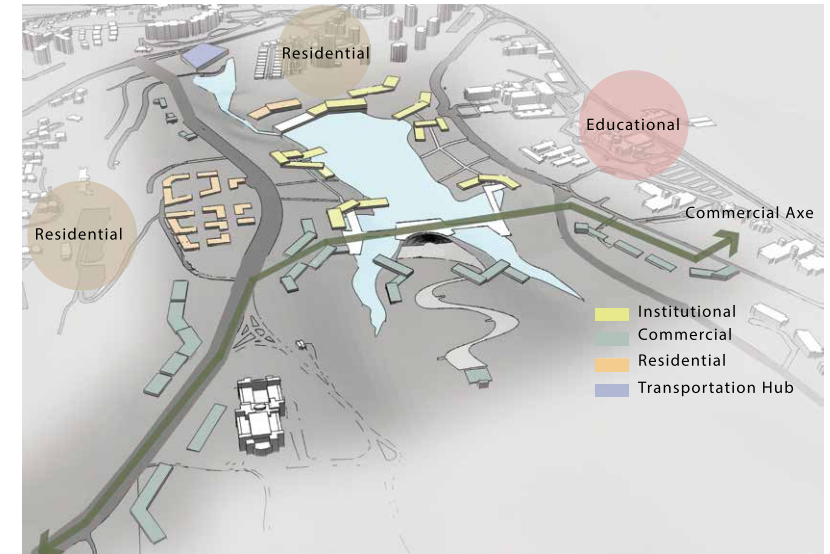 Residential
Educational
Commercial Axe
Residential
Institutional
Commercial
Residential
Transportation Hub